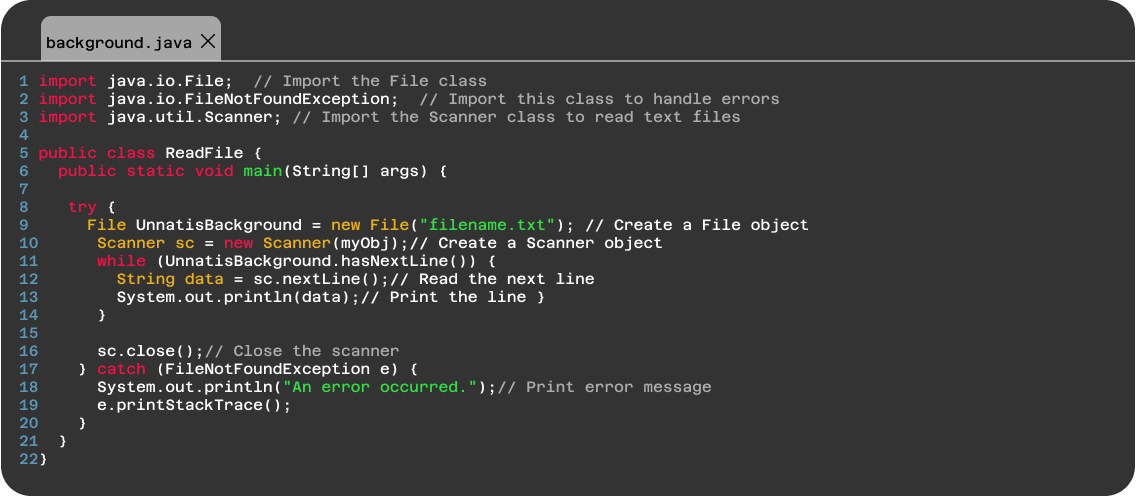 background.java
1 import java.io.File;  // Import the File class
2 import java.io.FileNotFoundException;  // Import this class to handle errors
3 import java.util.Scanner; // Import the Scanner class to read text files
4
5 public class ReadFile {
6   public static void main(String[] args) {
7
8    try {
9      File UnnatisBackground = new File("filename.txt"); // Create a File object
10      Scanner sc = new Scanner(myObj);// Create a Scanner object
11      while (UnnatisBackground.hasNextLine()) {
12        String data = sc.nextLine();// Read the next line
13        System.out.println(data);// Print the line }
14      }
15
16      sc.close();// Close the scanner
17    } catch (FileNotFoundException e) {
18      System.out.println("An error occurred.");// Print error message
19      e.printStackTrace();
20    }
21  }
22}